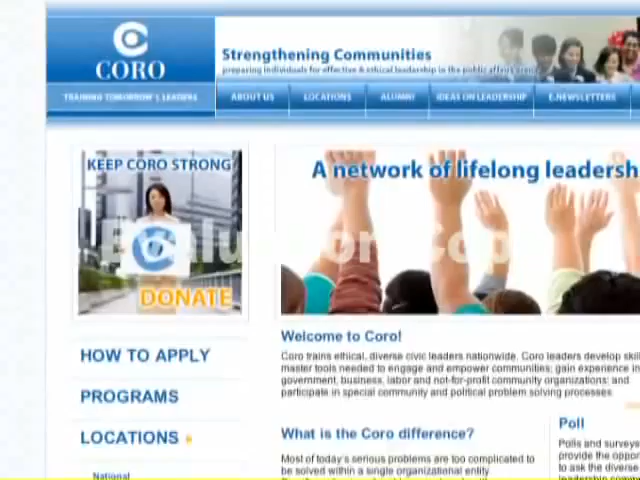 CORO
Strengthening Communities
preparing individuals for effective & ethical leadership in the public affairs arena
TRAINING TOMORROW'S LEADERS
ABOUT US
LOCATIONS
ALUMNI
IDEAS ON LEADERSHIP
E-NEWSLETTERS
KEEP CORO STRONG
DONATE
A network of lifelong leadersh
HOW TO APPLY
PROGRAMS
LOCATIONS
National
Welcome to Coro!
Coro trains ethical, diverse civic leaders nationwide. Coro leaders develop skil
master tools needed to engage and empower communities; gain experience in
government, business, labor and not-for-profit community organizations; and
participate in special community and political problem solving processes.
What is the Coro difference?
Most of today's serious problems are too complicated to
be solved within a single organizational entity.
Poll
Polls and surveys
provide the oppor
to ask the diverse
leadership comm